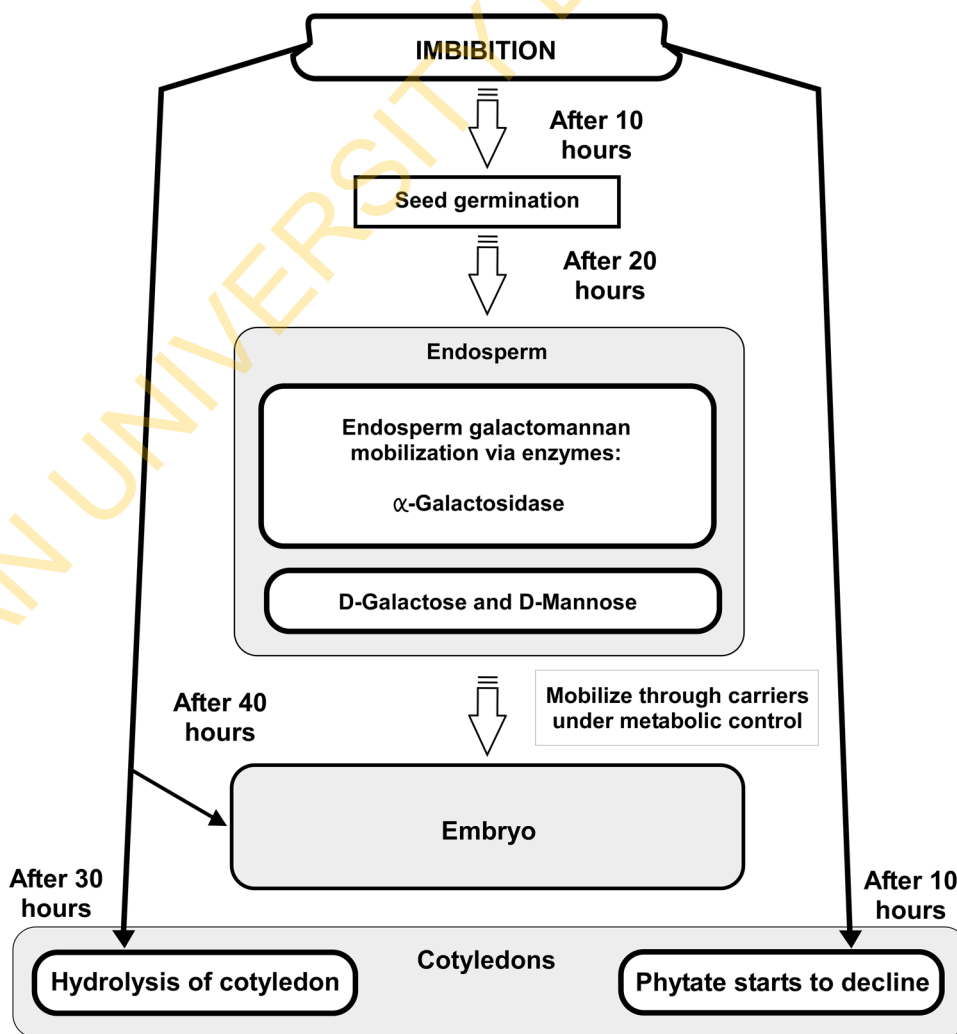 IMBIBITION
After 10
hours
Seed germination
After 20
hours
Endosperm
Endosperm galactomannan
mobilization via enzymes:
α-Galactosidase
D-Galactose and D-Mannose
Mobilize through carriers
under metabolic control
After 40
hours
Embryo
After 30
hours
After 10
hours
Cotyledons
Hydrolysis of cotyledon
Phytate starts to decline
UNIVERSITY